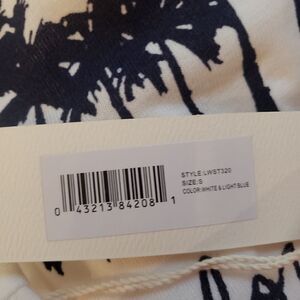 STYLE:LWST320
SIZE:S
COLOR:WHITE & LIGHT BLUE
0 43213 84208 1